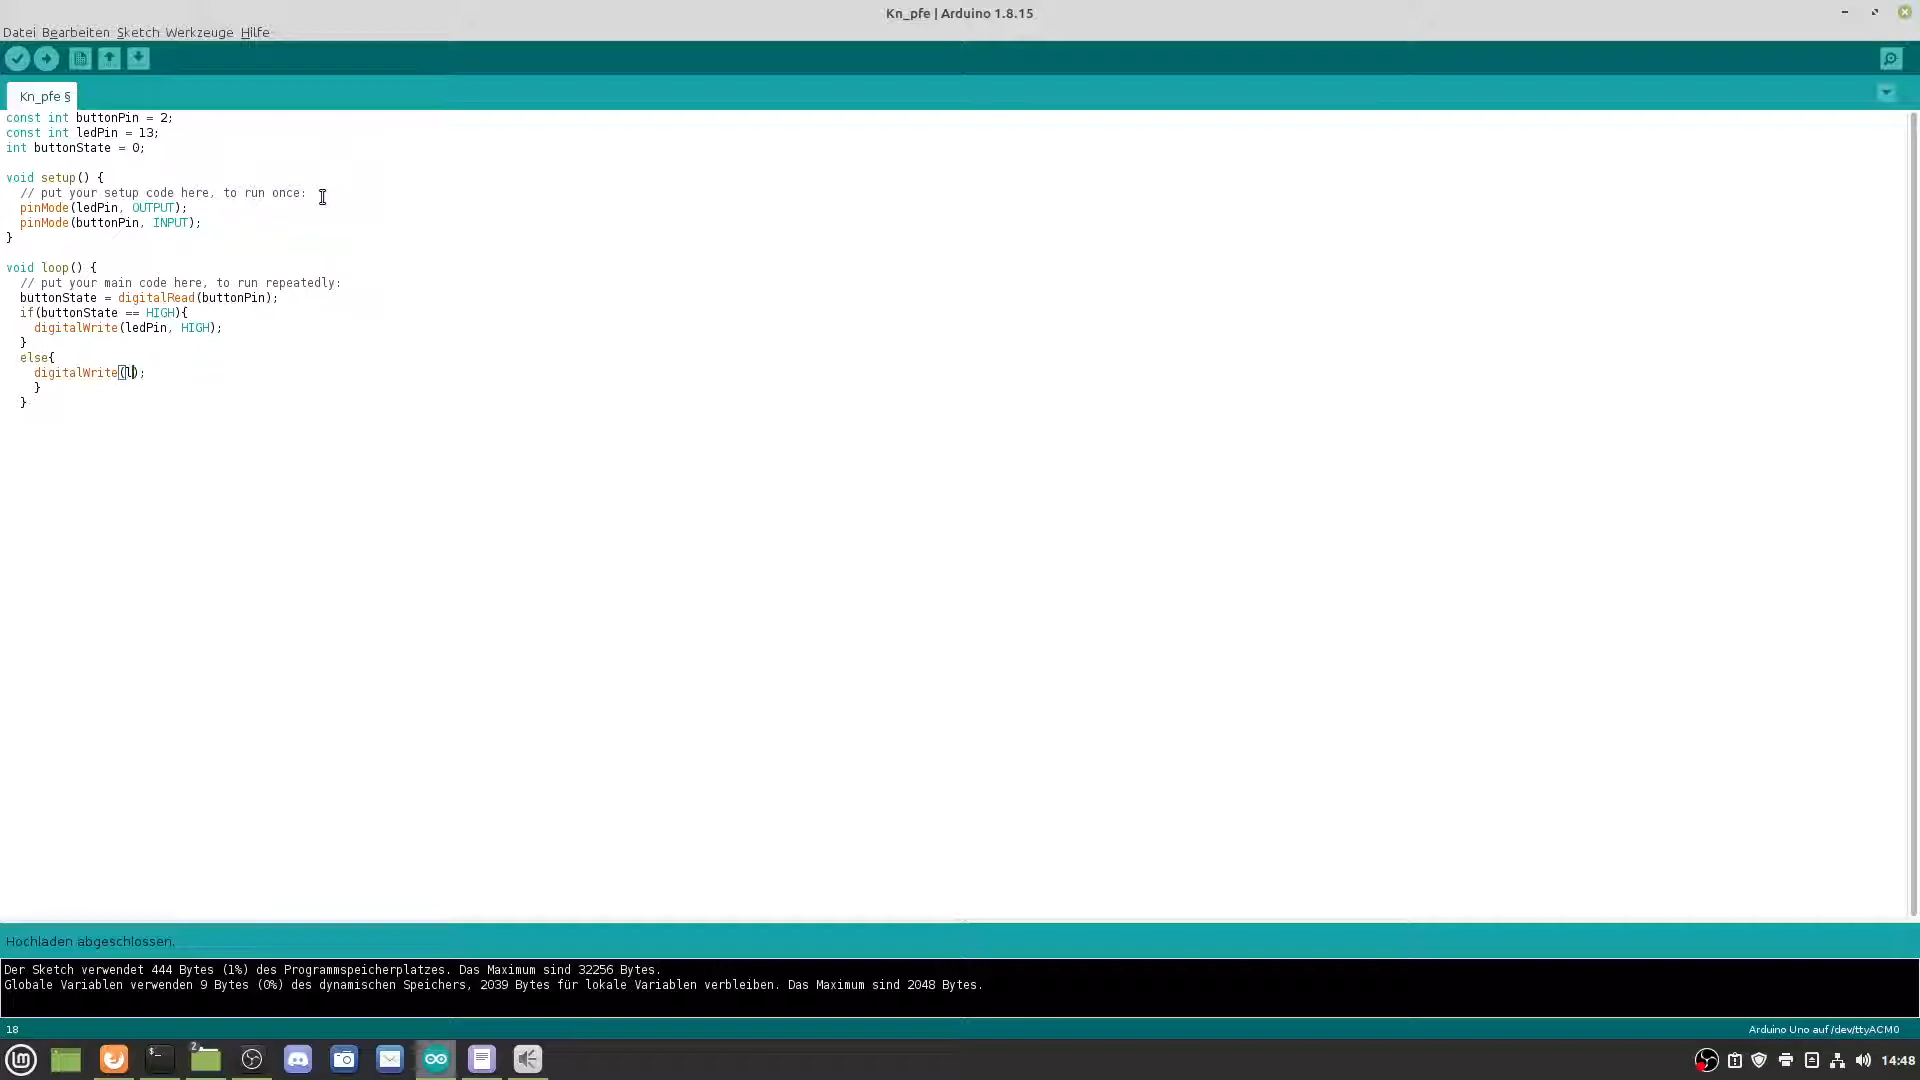 Kn_pfe | Arduino 1.8.15
Datei Bearbeiten Sketch Werkzeuge Hilfe
Kn_pfe §
const int buttonPin = 2;
const int ledPin = 13;
int buttonState = 0;
void setup() {
// put your setup code here, to run once:
pinMode(ledPin, OUTPUT);
pinMode(buttonPin, INPUT);
}
void loop() {
// put your main code here, to run repeatedly:
buttonState = digitalRead(buttonPin);
if(buttonState == HIGH){
digitalWrite(ledPin, HIGH);
}
else{
digitalWrite(l);
}
}
Hochladen abgeschlossen.
Der Sketch verwendet 444 Bytes (1%) des Programmspeicherplatzes. Das Maximum sind 32256 Bytes.
Globale Variablen verwenden 9 Bytes (0%) des dynamischen Speichers, 2039 Bytes für lokale Variablen verbleiben. Das Maximum sind 2048 Bytes.
18
Arduino Uno auf /dev/ttyACM0
2
14:48